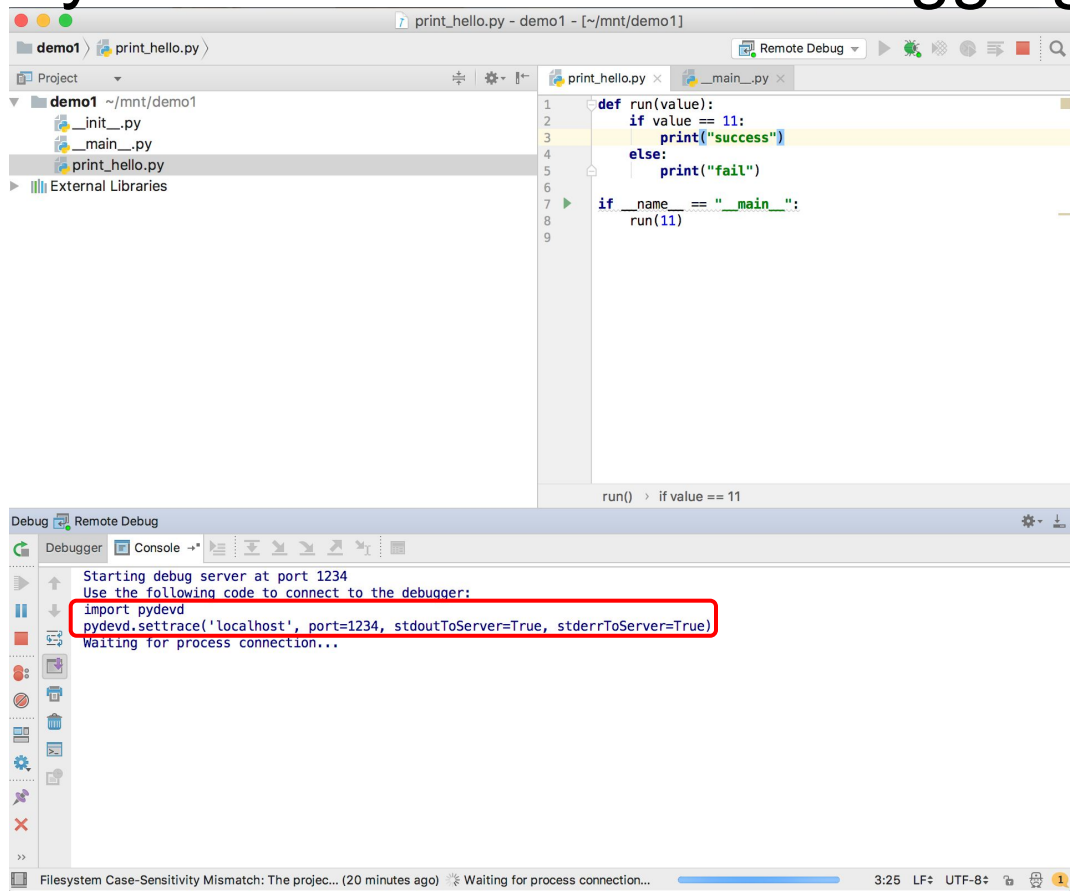 print_hello.py - demo1 - [~/mnt/demo1]
demo1 print_hello.py
Remote Debug
Project
print_hello.py × __main__.py ×
demo1 ~/mnt/demo1
__init__.py
__main__.py
print_hello.py
External Libraries
1 def run(value):
2 if value == 11:
3 print("success")
4 else:
5 print("fail")
6
7 if __name__ == "__main__":
8 run(11)
9
run() › if value == 11
Debug Remote Debug
Debugger Console
Starting debug server at port 1234
Use the following code to connect to the debugger:
import pydevd
pydevd.settrace('localhost', port=1234, stdoutToServer=True, stderrToServer=True)
Waiting for process connection...
Filesystem Case-Sensitivity Mismatch: The projec... (20 minutes ago) Waiting for process connection... 3:25 LF UTF-8 1